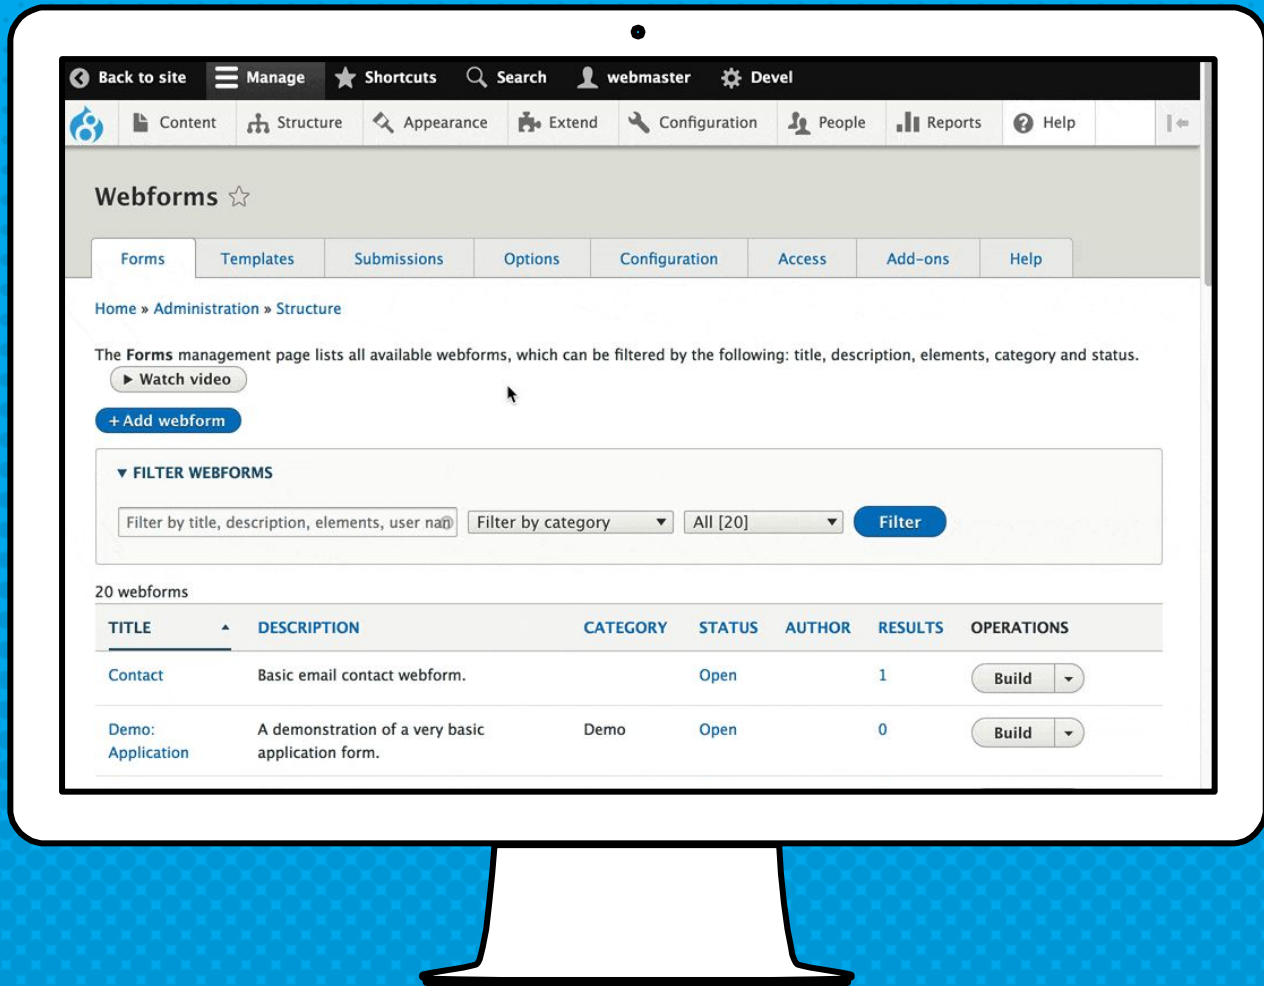 Back to site Manage Shortcuts Search webmaster Devel
Content Structure Appearance Extend Configuration People Reports Help
Webforms
Forms Templates Submissions Options Configuration Access Add-ons Help
Home » Administration » Structure
The Forms management page lists all available webforms, which can be filtered by the following: title, description, elements, category and status.
Watch video
+ Add webform
FILTER WEBFORMS
Filter by title, description, elements, user nan Filter by category All [20] Filter
20 webforms
TITLE DESCRIPTION CATEGORY STATUS AUTHOR RESULTS OPERATIONS
Contact Basic email contact webform. Open 1 Build
Demo: A demonstration of a very basic Demo Open 0 Build
Application application form.